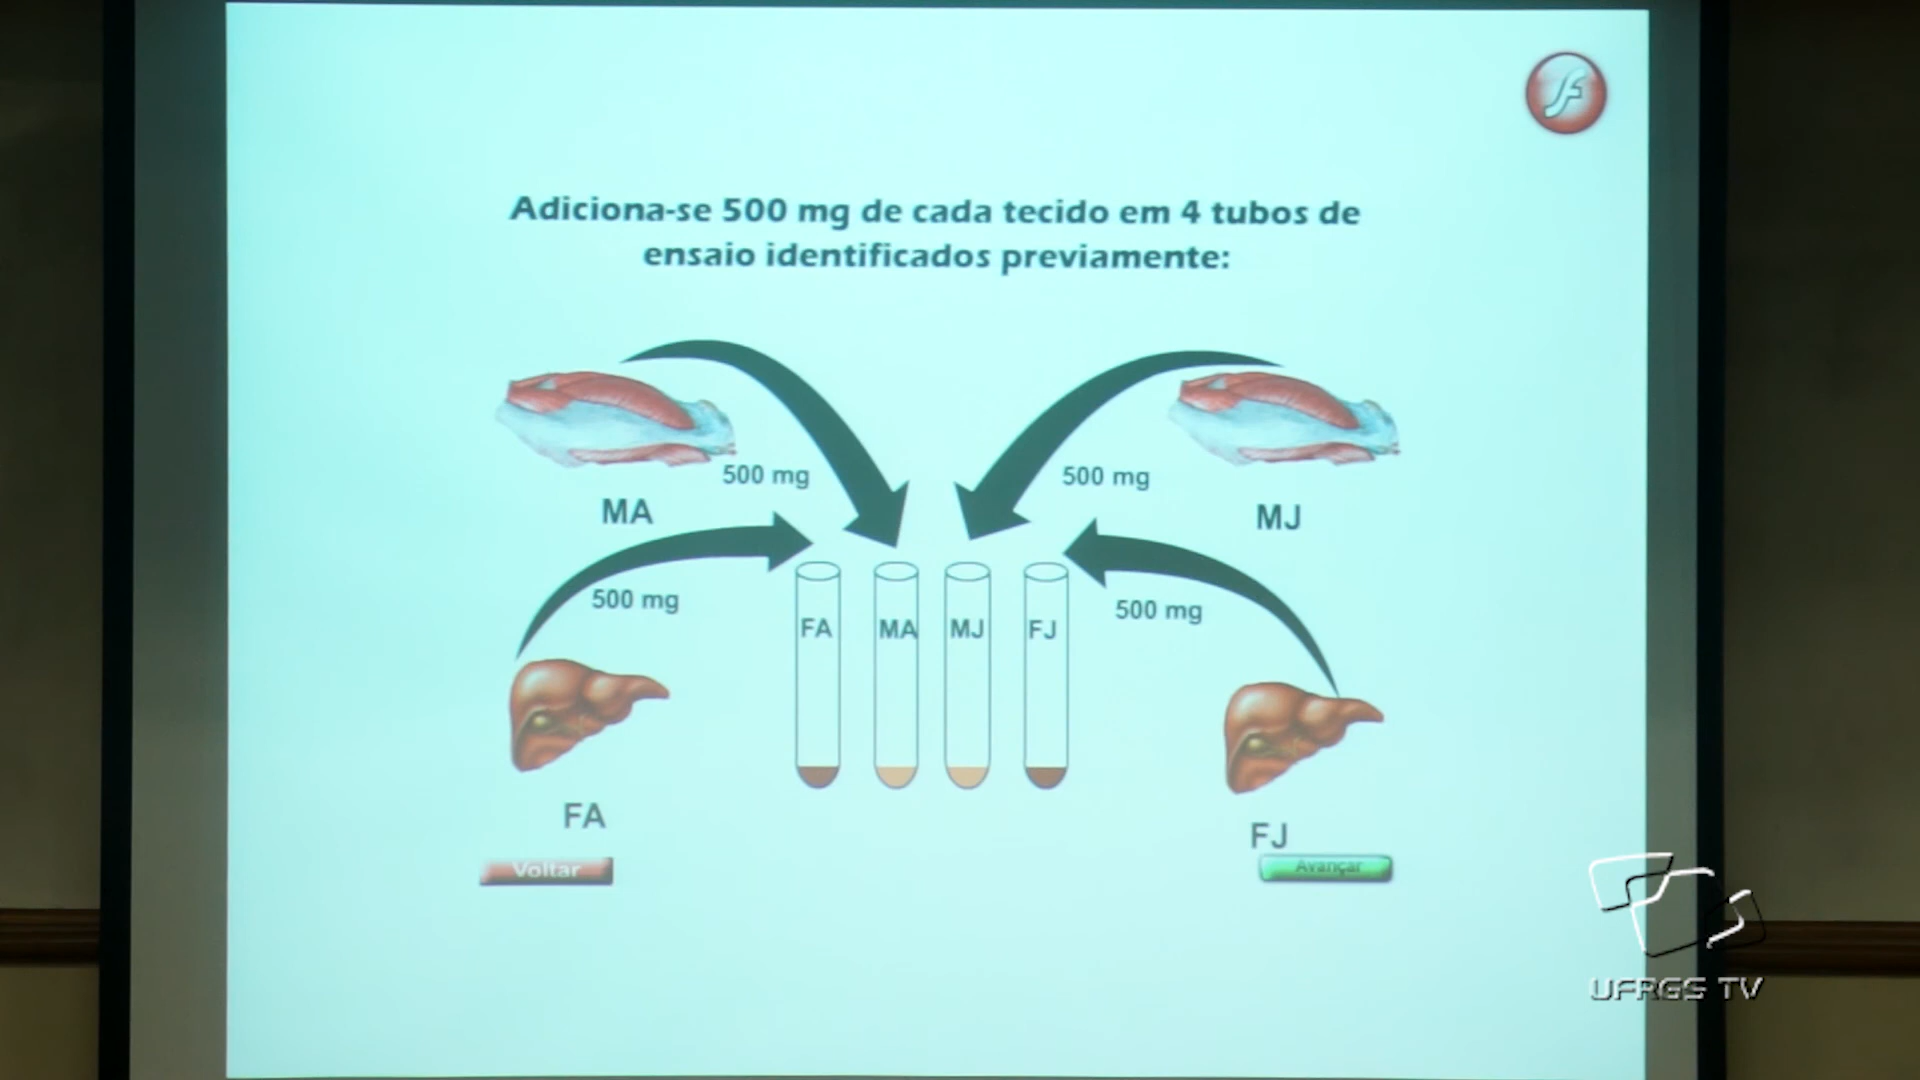 Adiciona-se 500 mg de cada tecido em 4 tubos de
ensaio identificados previamente:
500 mg
500 mg
MA
MJ
500 mg
500 mg
FA
MA
MJ
FJ
FA
FJ
Voltar
Avançar
UFRGS TV